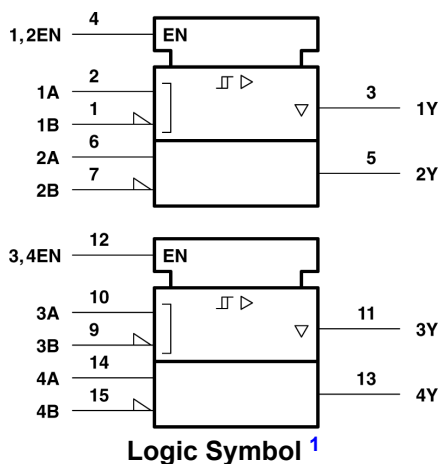 4
1,2EN EN
2
1A
1 3
1B 1Y
6
2A
7 5
2B 2Y
12
3,4EN EN
10
3A
9 11
3B 3Y
14
4A
15 13
4B 4Y
Logic Symbol 1